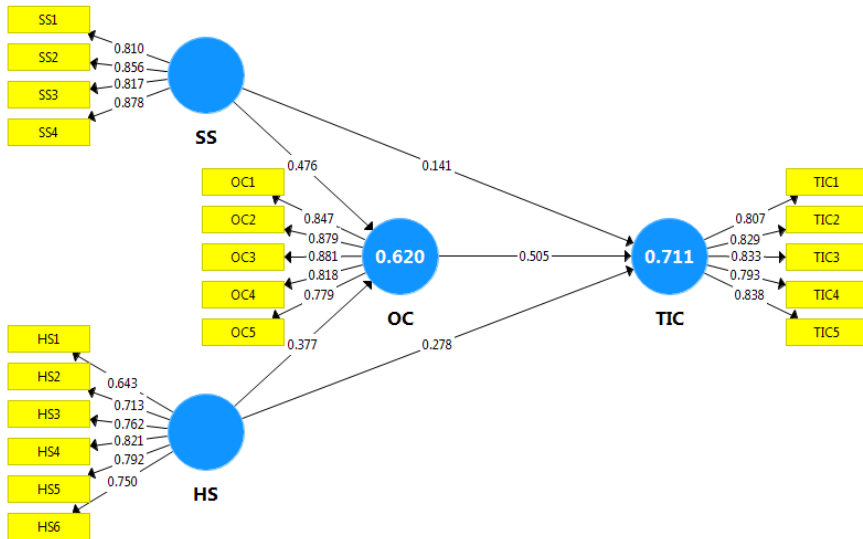 SS1
SS2
SS3
SS4
0.810
0.856
0.817
0.878
SS
0.476
0.141
OC1
OC2
OC3
OC4
OC5
0.847
0.879
0.881
0.818
0.779
0.620
OC
0.505
0.711
TIC
0.807
0.829
0.833
0.793
0.838
TIC1
TIC2
TIC3
TIC4
TIC5
0.377
0.278
HS1
HS2
HS3
HS4
HS5
HS6
0.643
0.713
0.762
0.821
0.792
0.750
HS